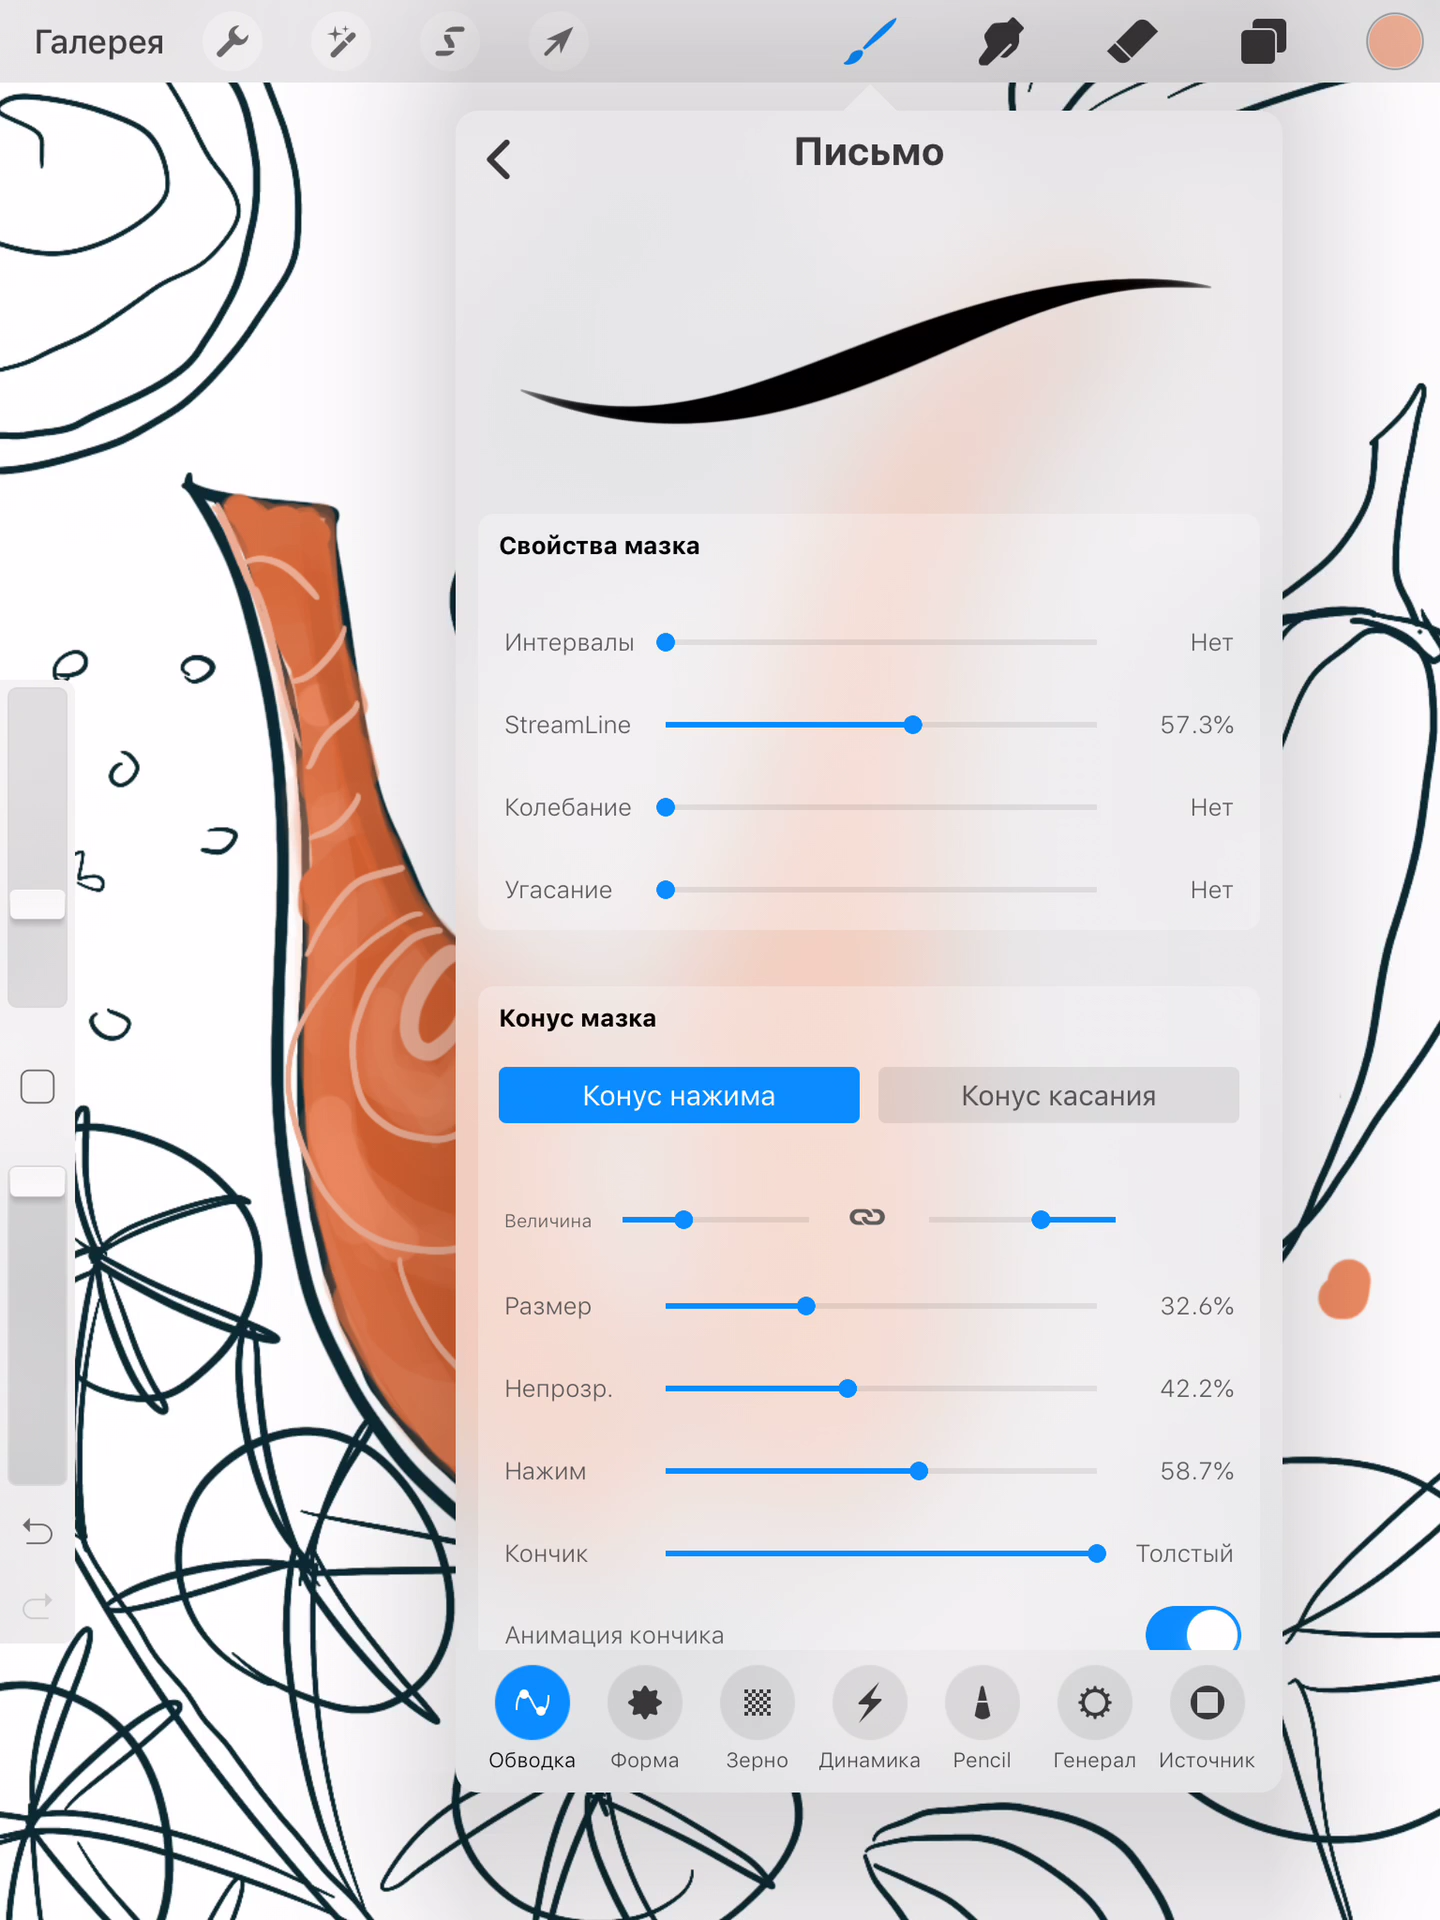 Галерея
Письмо
Свойства мазка
Интервалы Нет
StreamLine 57.3%
Колебание Нет
Угасание Нет
Конус мазка
Конус нажима Конус касания
Величина
Размер 32.6%
Непрозр. 42.2%
Нажим 58.7%
Кончик Толстый
Анимация кончика
Обводка Форма Зерно Динамика Pencil Генерал Источник